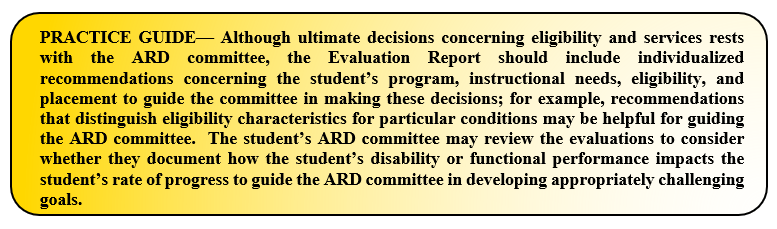 PRACTICE GUIDE— Although ultimate decisions concerning eligibility and services rests
with the ARD committee, the Evaluation Report should include individualized
recommendations concerning the student’s program, instructional needs, eligibility, and
placement to guide the committee in making these decisions; for example, recommendations
that distinguish eligibility characteristics for particular conditions may be helpful for guiding
the ARD committee. The student’s ARD committee may review the evaluations to consider
whether they document how the student’s disability or functional performance impacts the
student’s rate of progress to guide the ARD committee in developing appropriately challenging
goals.